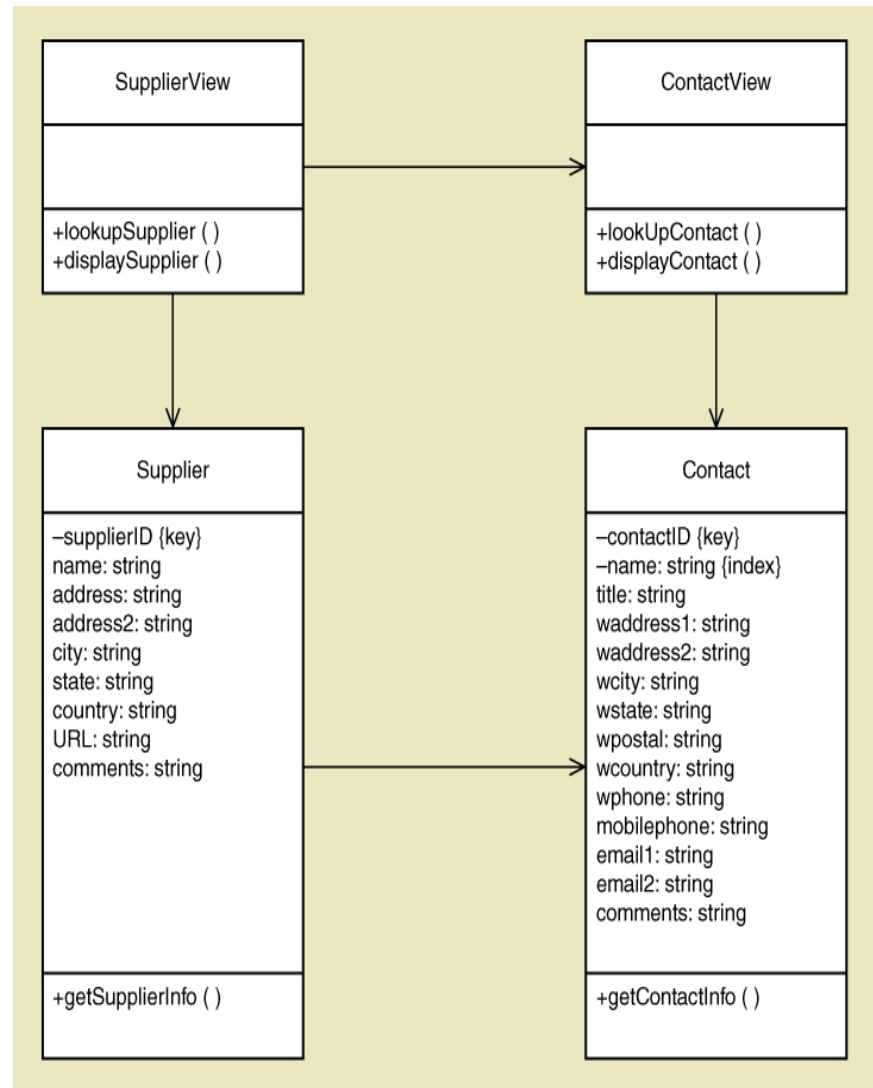 SupplierView
+lookupSupplier ( )
+displaySupplier ( )
ContactView
+lookUpContact ( )
+displayContact ( )
Supplier
–supplierID {key}
name: string
address: string
address2: string
city: string
state: string
country: string
URL: string
comments: string
+getSupplierInfo ( )
Contact
–contactID {key}
–name: string {index}
title: string
waddress1: string
waddress2: string
wcity: string
wstate: string
wpostal: string
wcountry: string
wphone: string
mobilephone: string
email1: string
email2: string
comments: string
+getContactInfo ( )